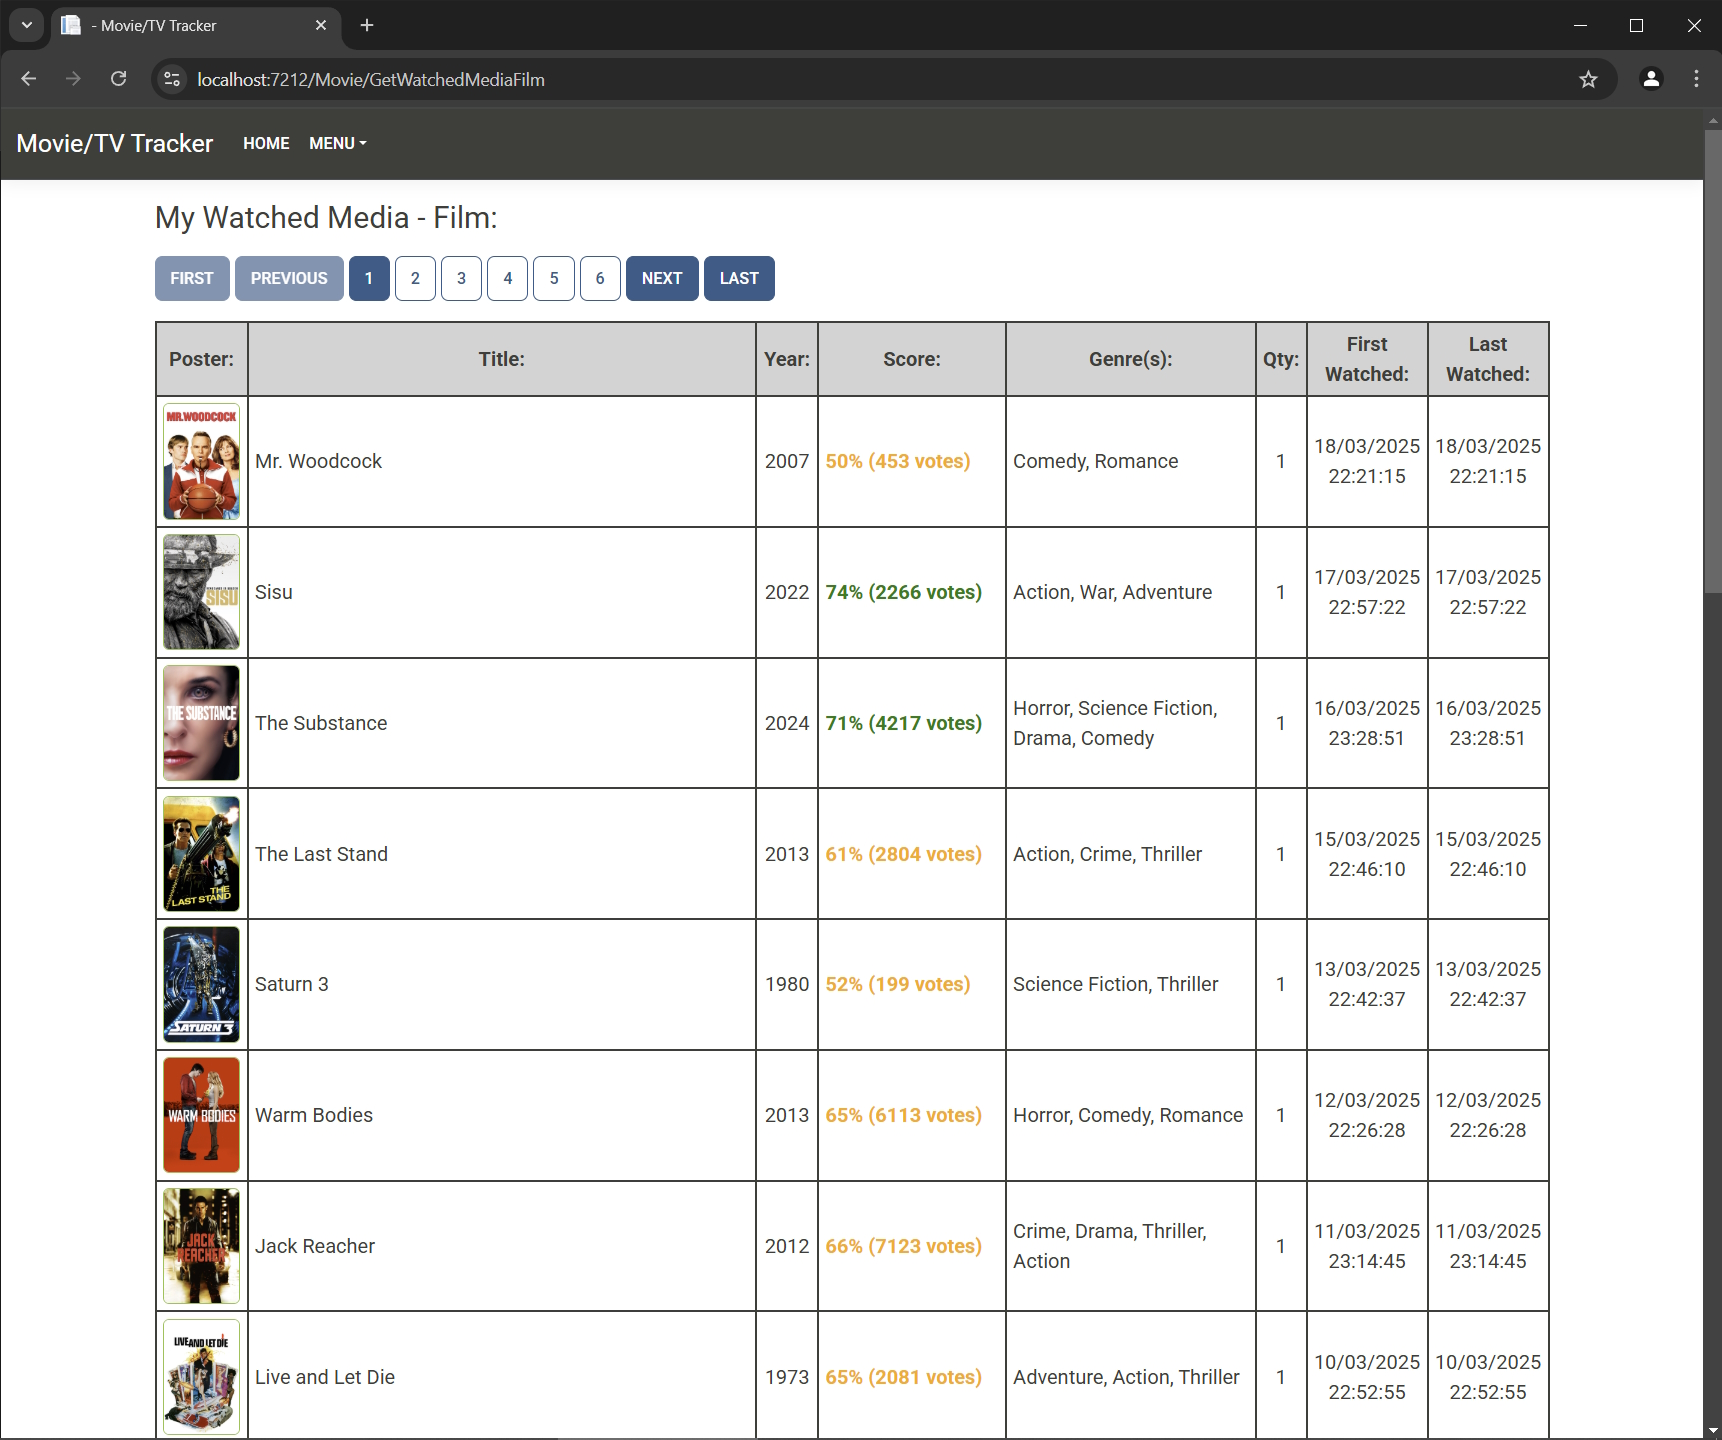 - Movie/TV Tracker
localhost:7212/Movie/GetWatchedMediaFilm
Movie/TV Tracker HOME MENU
My Watched Media - Film:
FIRST PREVIOUS 1 2 3 4 5 6 NEXT LAST
Poster: Title: Year: Score: Genre(s): Qty: First Watched: Last Watched:
MR.WOODCOCK
Mr. Woodcock 2007 50% (453 votes) Comedy, Romance 1 18/03/2025 22:21:15 18/03/2025 22:21:15
SISU
Sisu 2022 74% (2266 votes) Action, War, Adventure 1 17/03/2025 22:57:22 17/03/2025 22:57:22
THE SUBSTANCE
The Substance 2024 71% (4217 votes) Horror, Science Fiction, Drama, Comedy 1 16/03/2025 23:28:51 16/03/2025 23:28:51
THE LAST STAND
The Last Stand 2013 61% (2804 votes) Action, Crime, Thriller 1 15/03/2025 22:46:10 15/03/2025 22:46:10
SATURN 3
Saturn 3 1980 52% (199 votes) Science Fiction, Thriller 1 13/03/2025 22:42:37 13/03/2025 22:42:37
WARM BODIES
Warm Bodies 2013 65% (6113 votes) Horror, Comedy, Romance 1 12/03/2025 22:26:28 12/03/2025 22:26:28
JACK REACHER
Jack Reacher 2012 66% (7123 votes) Crime, Drama, Thriller, Action 1 11/03/2025 23:14:45 11/03/2025 23:14:45
LIVE AND LET DIE
Live and Let Die 1973 65% (2081 votes) Adventure, Action, Thriller 1 10/03/2025 22:52:55 10/03/2025 22:52:55